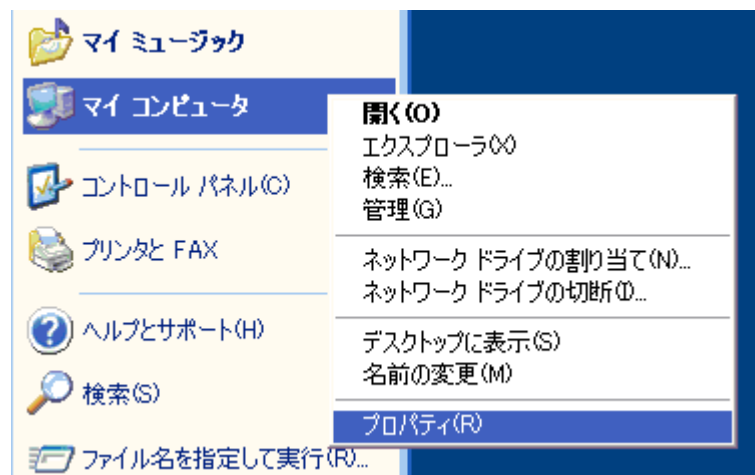 マイ ミュージック
マイ コンピュータ
コントロール パネル(C)
プリンタと FAX
ヘルプとサポート(H)
検索(S)
ファイル名を指定して実行(R)...
開く(O)
エクスプローラ(X)
検索(E)...
管理(G)
ネットワーク ドライブの割り当て(N)...
ネットワーク ドライブの切断(I)...
デスクトップに表示(S)
名前の変更(M)
プロパティ(R)